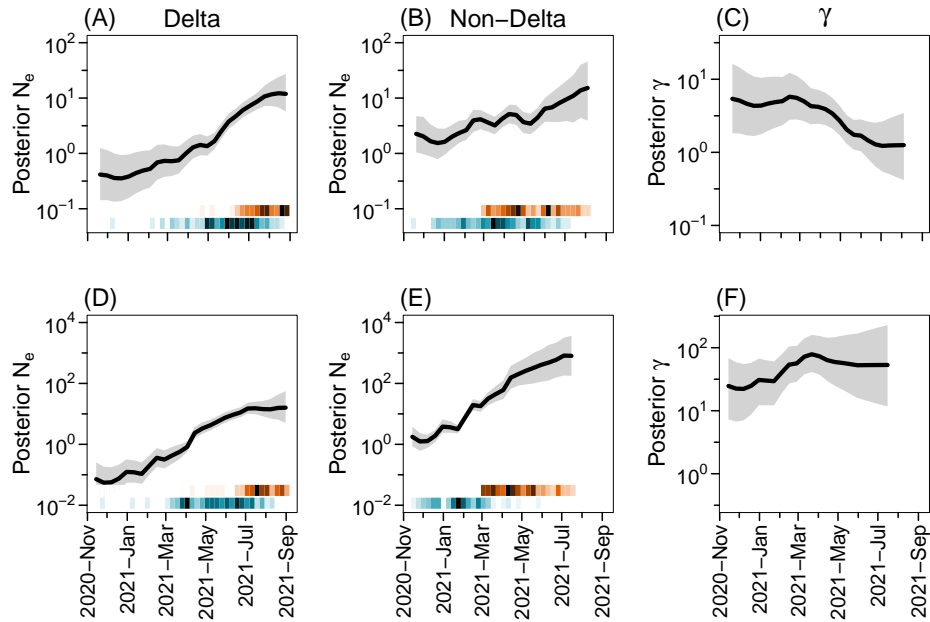 (A) Delta
(B) Non−Delta
(C) γ
Posterior Nₑ
10²
10¹
10⁰
10⁻¹
Posterior Nₑ
10²
10¹
10⁰
10⁻¹
Posterior γ
10¹
10⁰
10⁻¹
(D)
(E)
(F)
Posterior Nₑ
10⁴
10²
10⁰
10⁻²
Posterior Nₑ
10⁴
10²
10⁰
10⁻²
Posterior γ
10²
10¹
10⁰
2020−Nov
2021−Jan
2021−Mar
2021−May
2021−Jul
2021−Sep
2020−Nov
2021−Jan
2021−Mar
2021−May
2021−Jul
2021−Sep
2020−Nov
2021−Jan
2021−Mar
2021−May
2021−Jul
2021−Sep